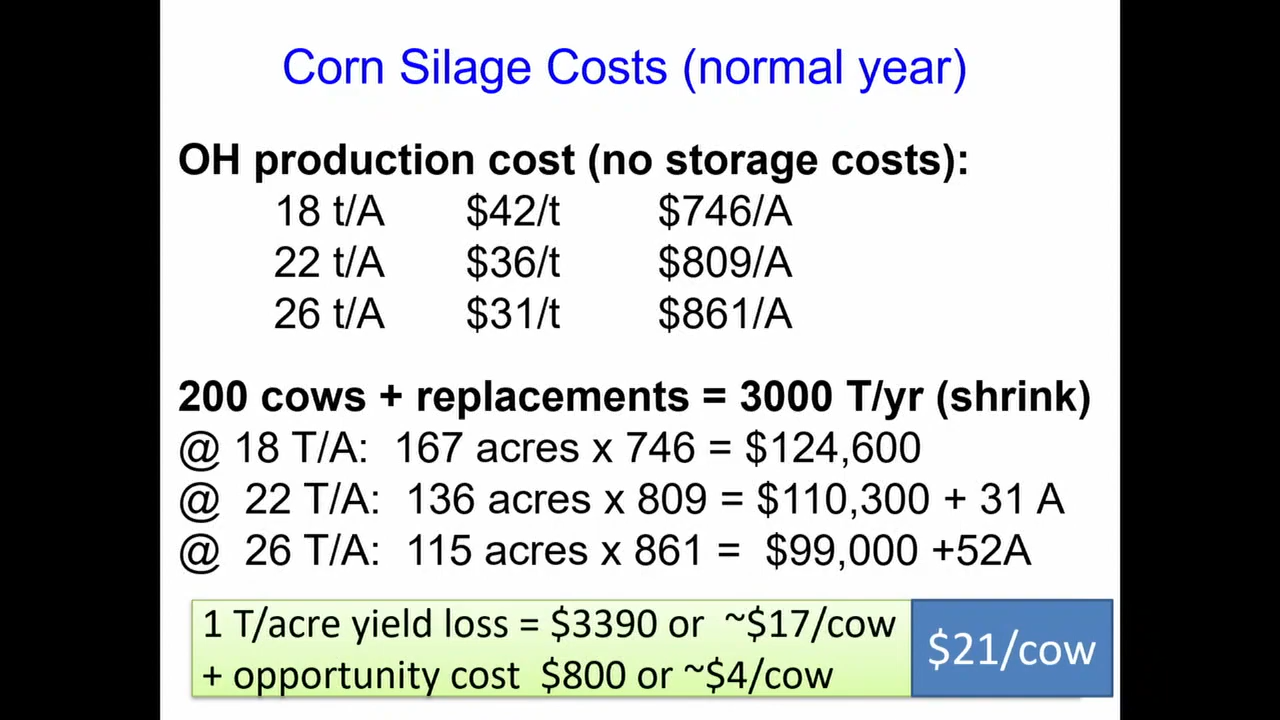 Corn Silage Costs (normal year)
OH production cost (no storage costs):
18 t/A $42/t $746/A
22 t/A $36/t $809/A
26 t/A $31/t $861/A
200 cows + replacements = 3000 T/yr (shrink)
@ 18 T/A: 167 acres x 746 = $124,600
@ 22 T/A: 136 acres x 809 = $110,300 + 31 A
@ 26 T/A: 115 acres x 861 = $99,000 +52A
1 T/acre yield loss = $3390 or ~$17/cow
+ opportunity cost $800 or ~$4/cow
$21/cow